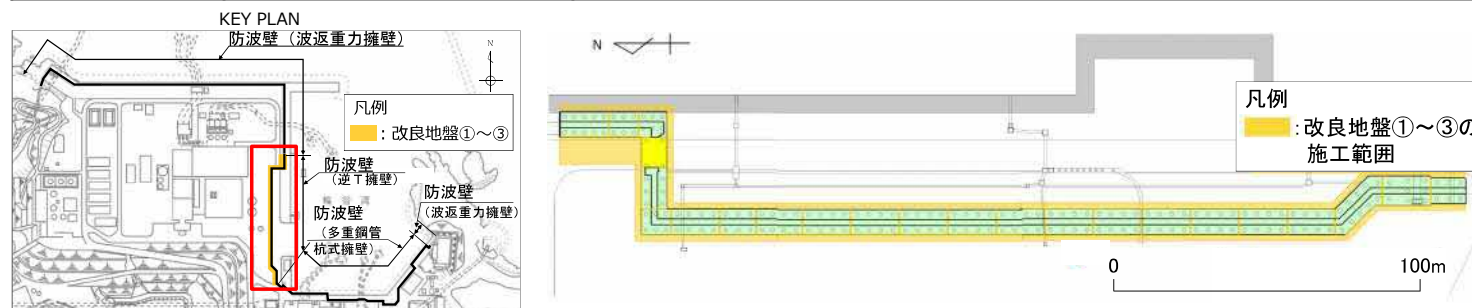 KEY PLAN
防波壁（波返重力擁壁）
N
凡例
：改良地盤①～③
防波壁
（逆T擁壁）
防波壁
（波返重力擁壁）
防波壁
（多重鋼管
杭式擁壁）
N
凡例
：改良地盤①～③の
施工範囲
0
100m